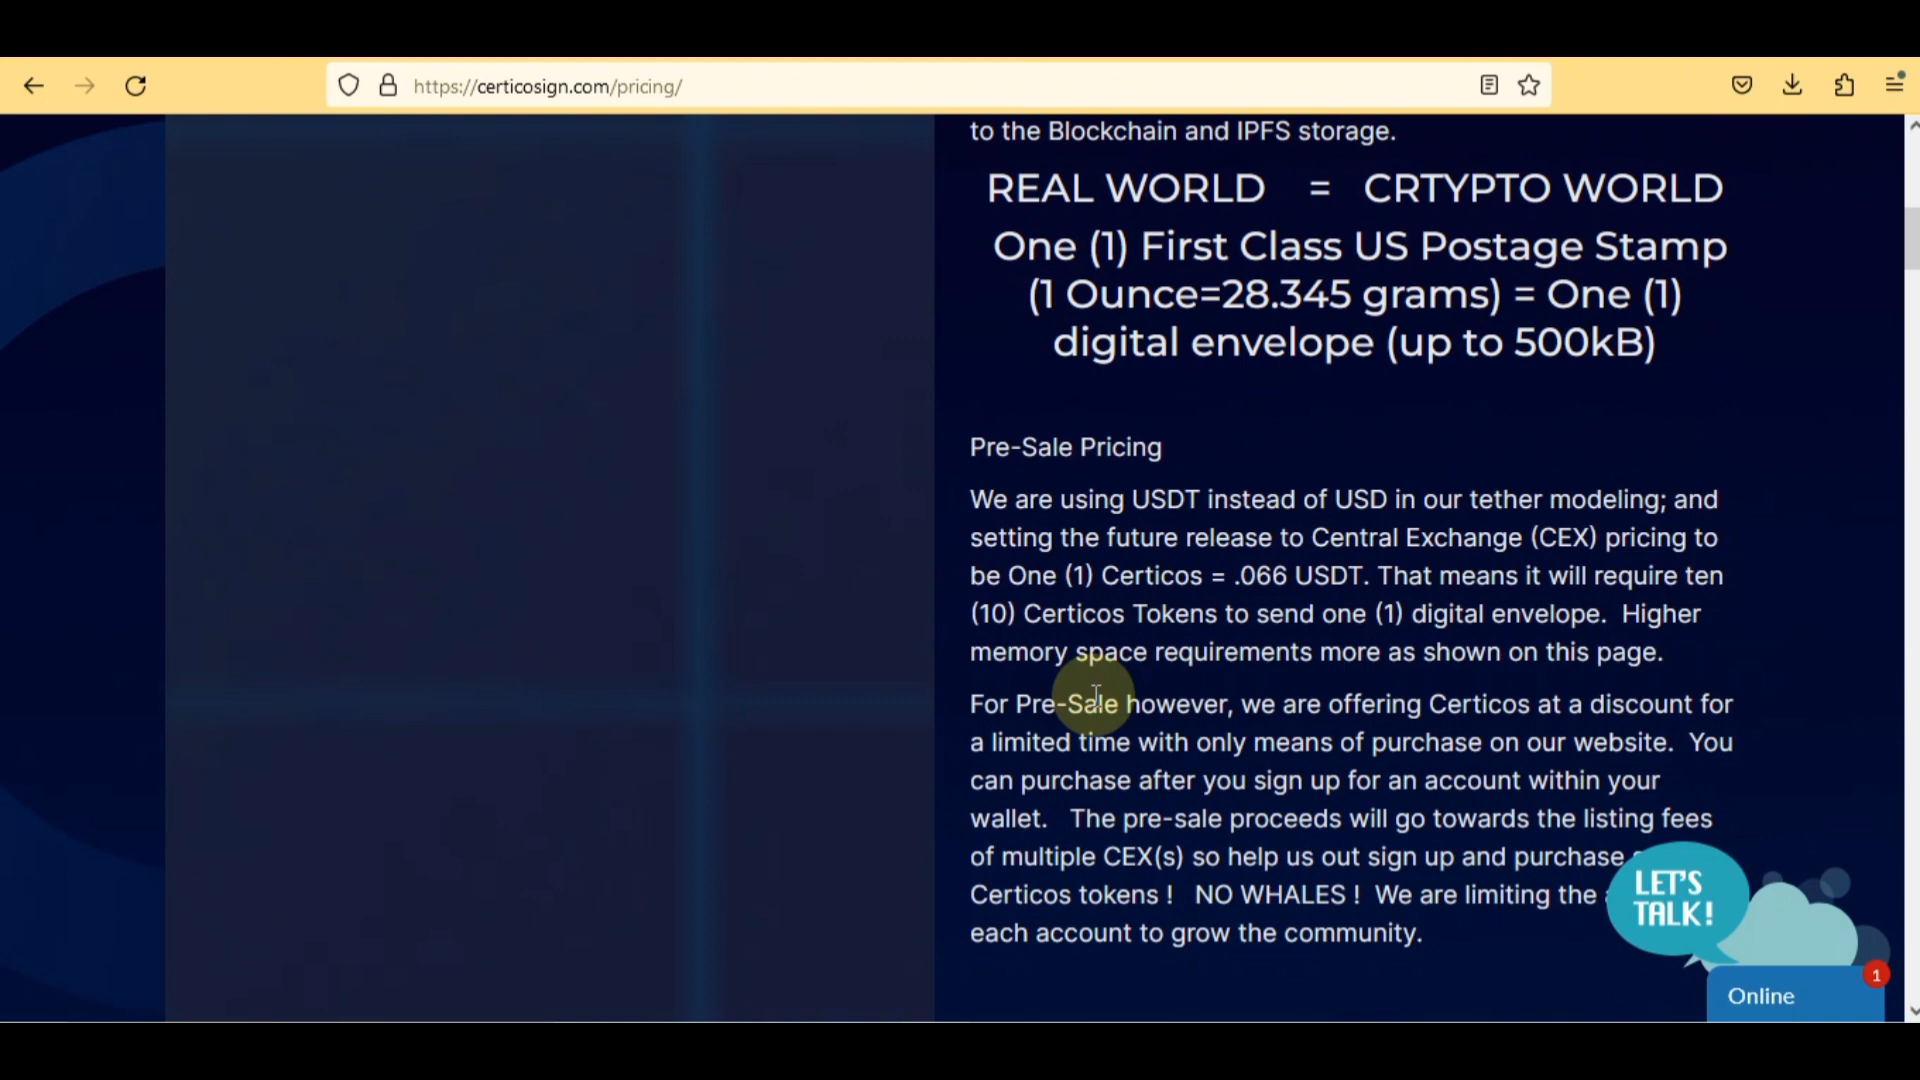 https://certicosign.com/pricing/
to the Blockchain and IPFS storage.
REAL WORLD = CRTYPTO WORLD
One (1) First Class US Postage Stamp
(1 Ounce=28.345 grams) = One (1)
digital envelope (up to 500kB)
Pre-Sale Pricing
We are using USDT instead of USD in our tether modeling; and
setting the future release to Central Exchange (CEX) pricing to
be One (1) Certicos = .066 USDT. That means it will require ten
(10) Certicos Tokens to send one (1) digital envelope. Higher
memory space requirements more as shown on this page.
For Pre-Sale however, we are offering Certicos at a discount for
a limited time with only means of purchase on our website. You
can purchase after you sign up for an account within your
wallet. The pre-sale proceeds will go towards the listing fees
of multiple CEX(s) so help us out sign up and purchase
Certicos tokens ! NO WHALES ! We are limiting the
each account to grow the community.
LET'S
TALK!
1
Online